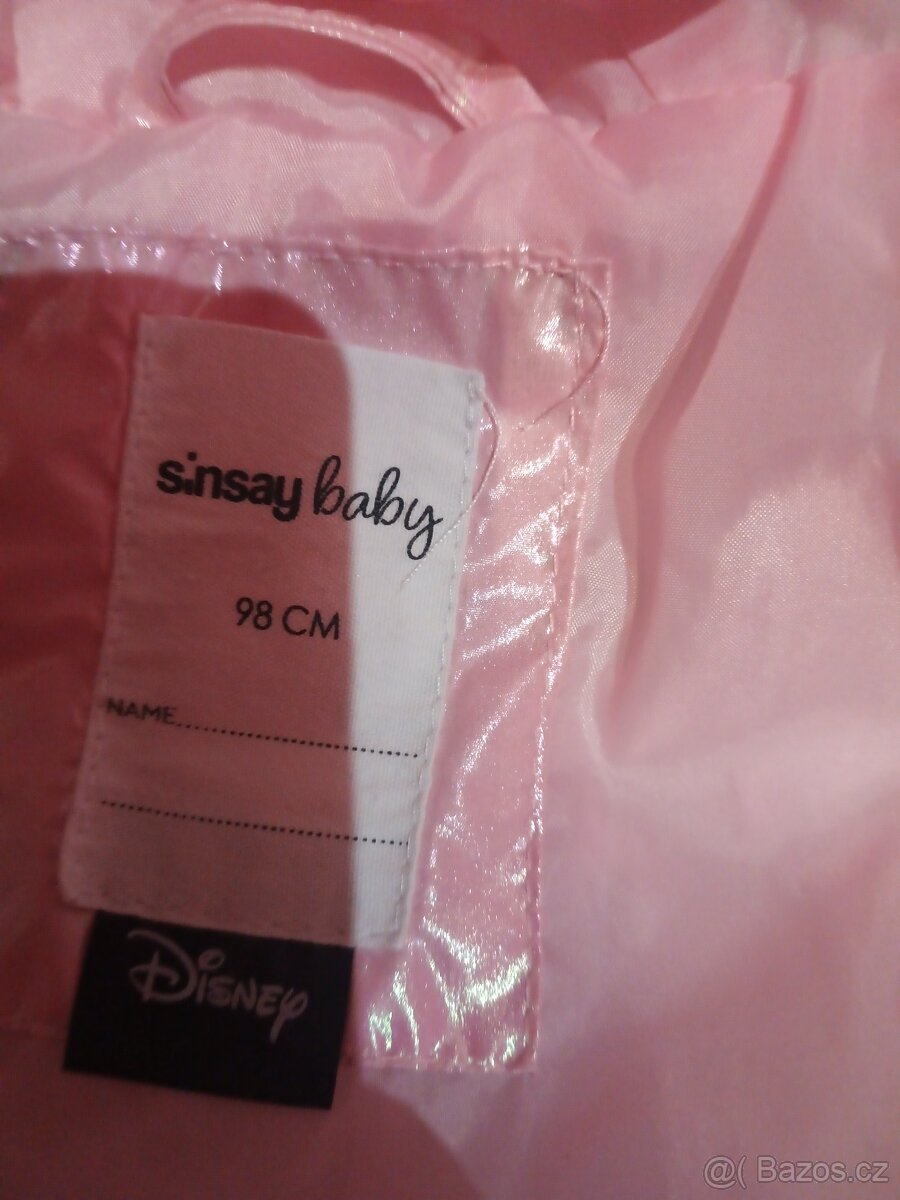 sinsay baby
98 CM
NAME....................................
............................................
Disney
@( Bazos.cz